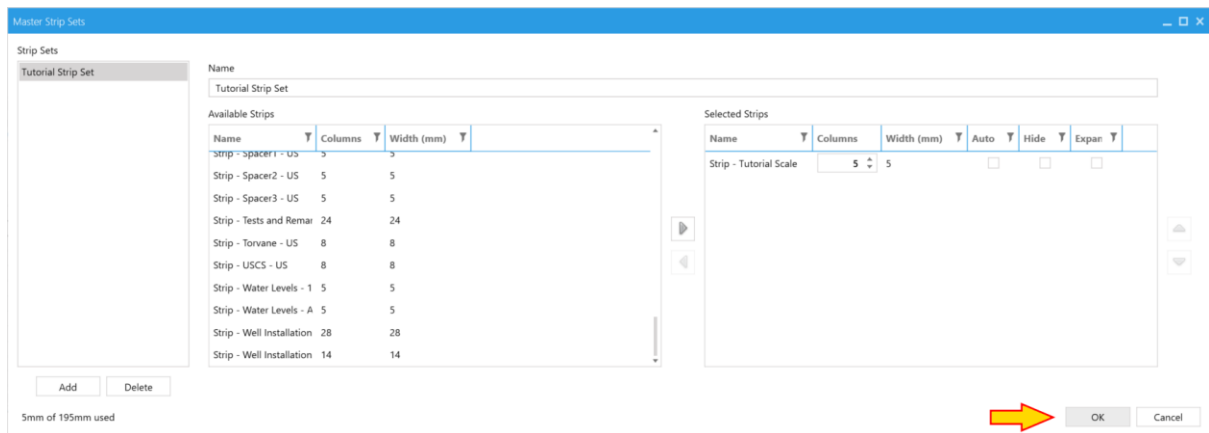 Master Strip Sets
Strip Sets
Tutorial Strip Set
Name
Tutorial Strip Set
Available Strips
Name Columns Width (mm)
Strip - Spacer1 - US 5 5
Strip - Spacer2 - US 5 5
Strip - Spacer3 - US 5 5
Strip - Tests and Remar 24 24
Strip - Torvane - US 8 8
Strip - USCS - US 8 8
Strip - Water Levels - 1 5 5
Strip - Water Levels - A 5 5
Strip - Well Installation 28 28
Strip - Well Installation 14 14
Selected Strips
Name Columns Width (mm) Auto Hide Expan
Strip - Tutorial Scale 5 5
Add Delete
5mm of 195mm used
OK Cancel